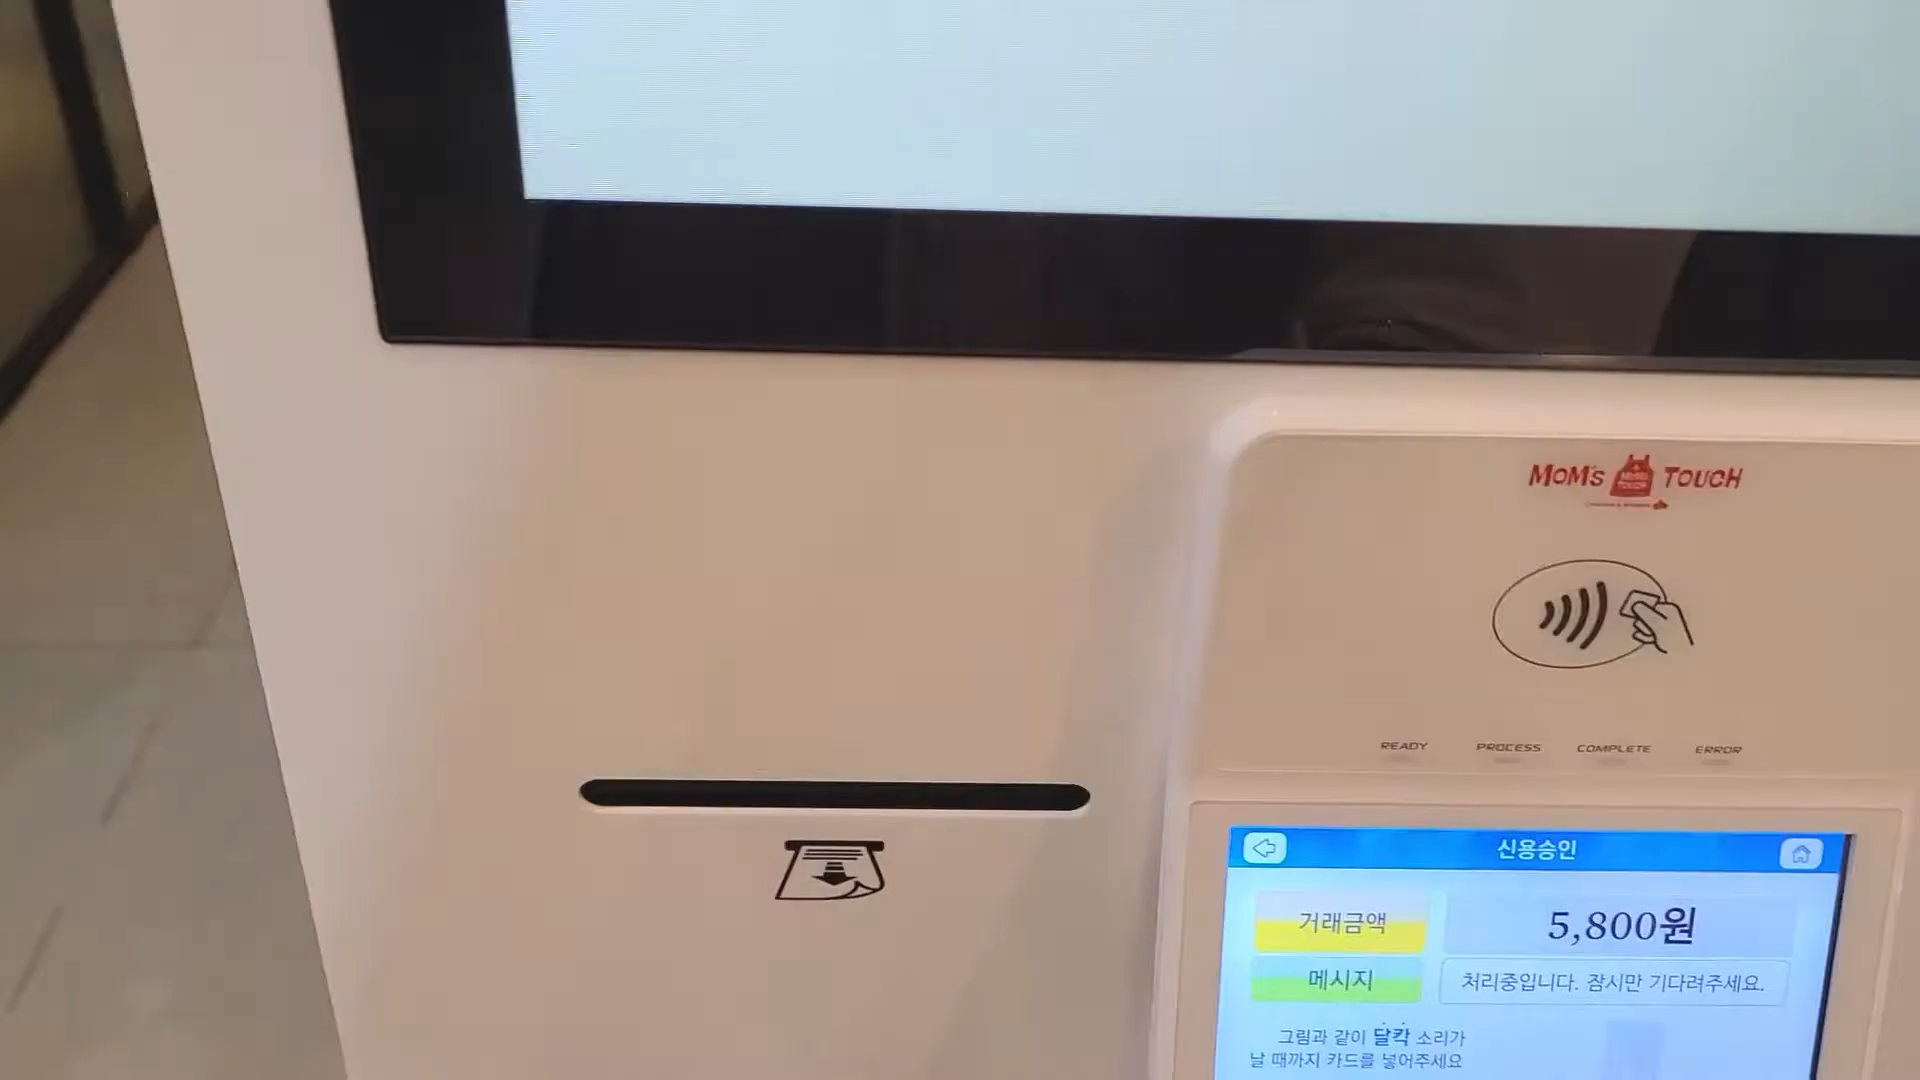 MOM'S TOUCH
READY PROCESS COMPLETE ERROR
신용승인
거래금액 5,800원
메시지 처리중입니다. 잠시만 기다려주세요.
그림과 같이 달칵 소리가
날 때까지 카드를 넣어주세요